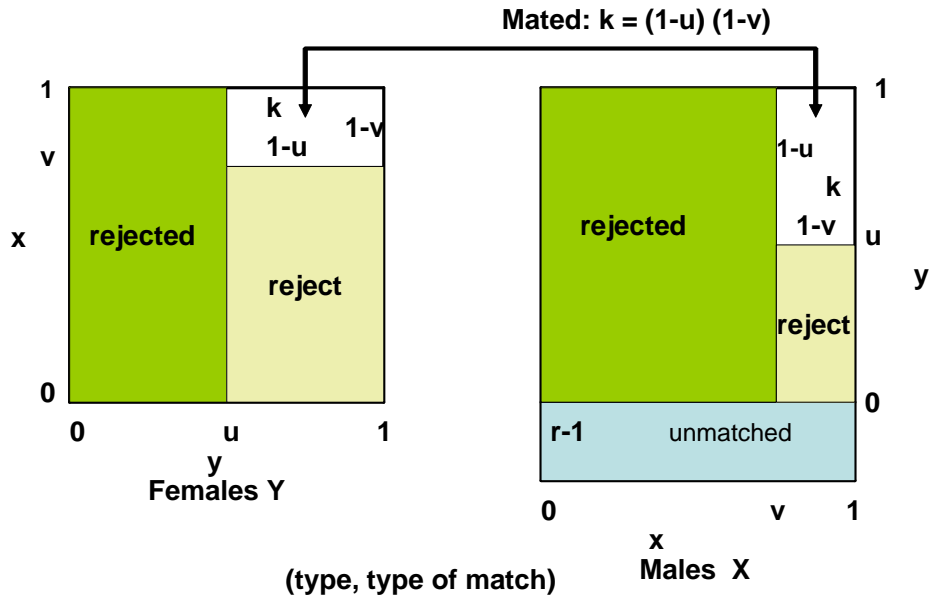 Mated: k = (1-u) (1-v)
1
k
1-v
v
1-u
x
rejected
reject
0
0 u 1
y
Females Y
1
1-u
k
rejected
1-v
u
y
reject
0
r-1 unmatched
0 v 1
x
Males X
(type, type of match)